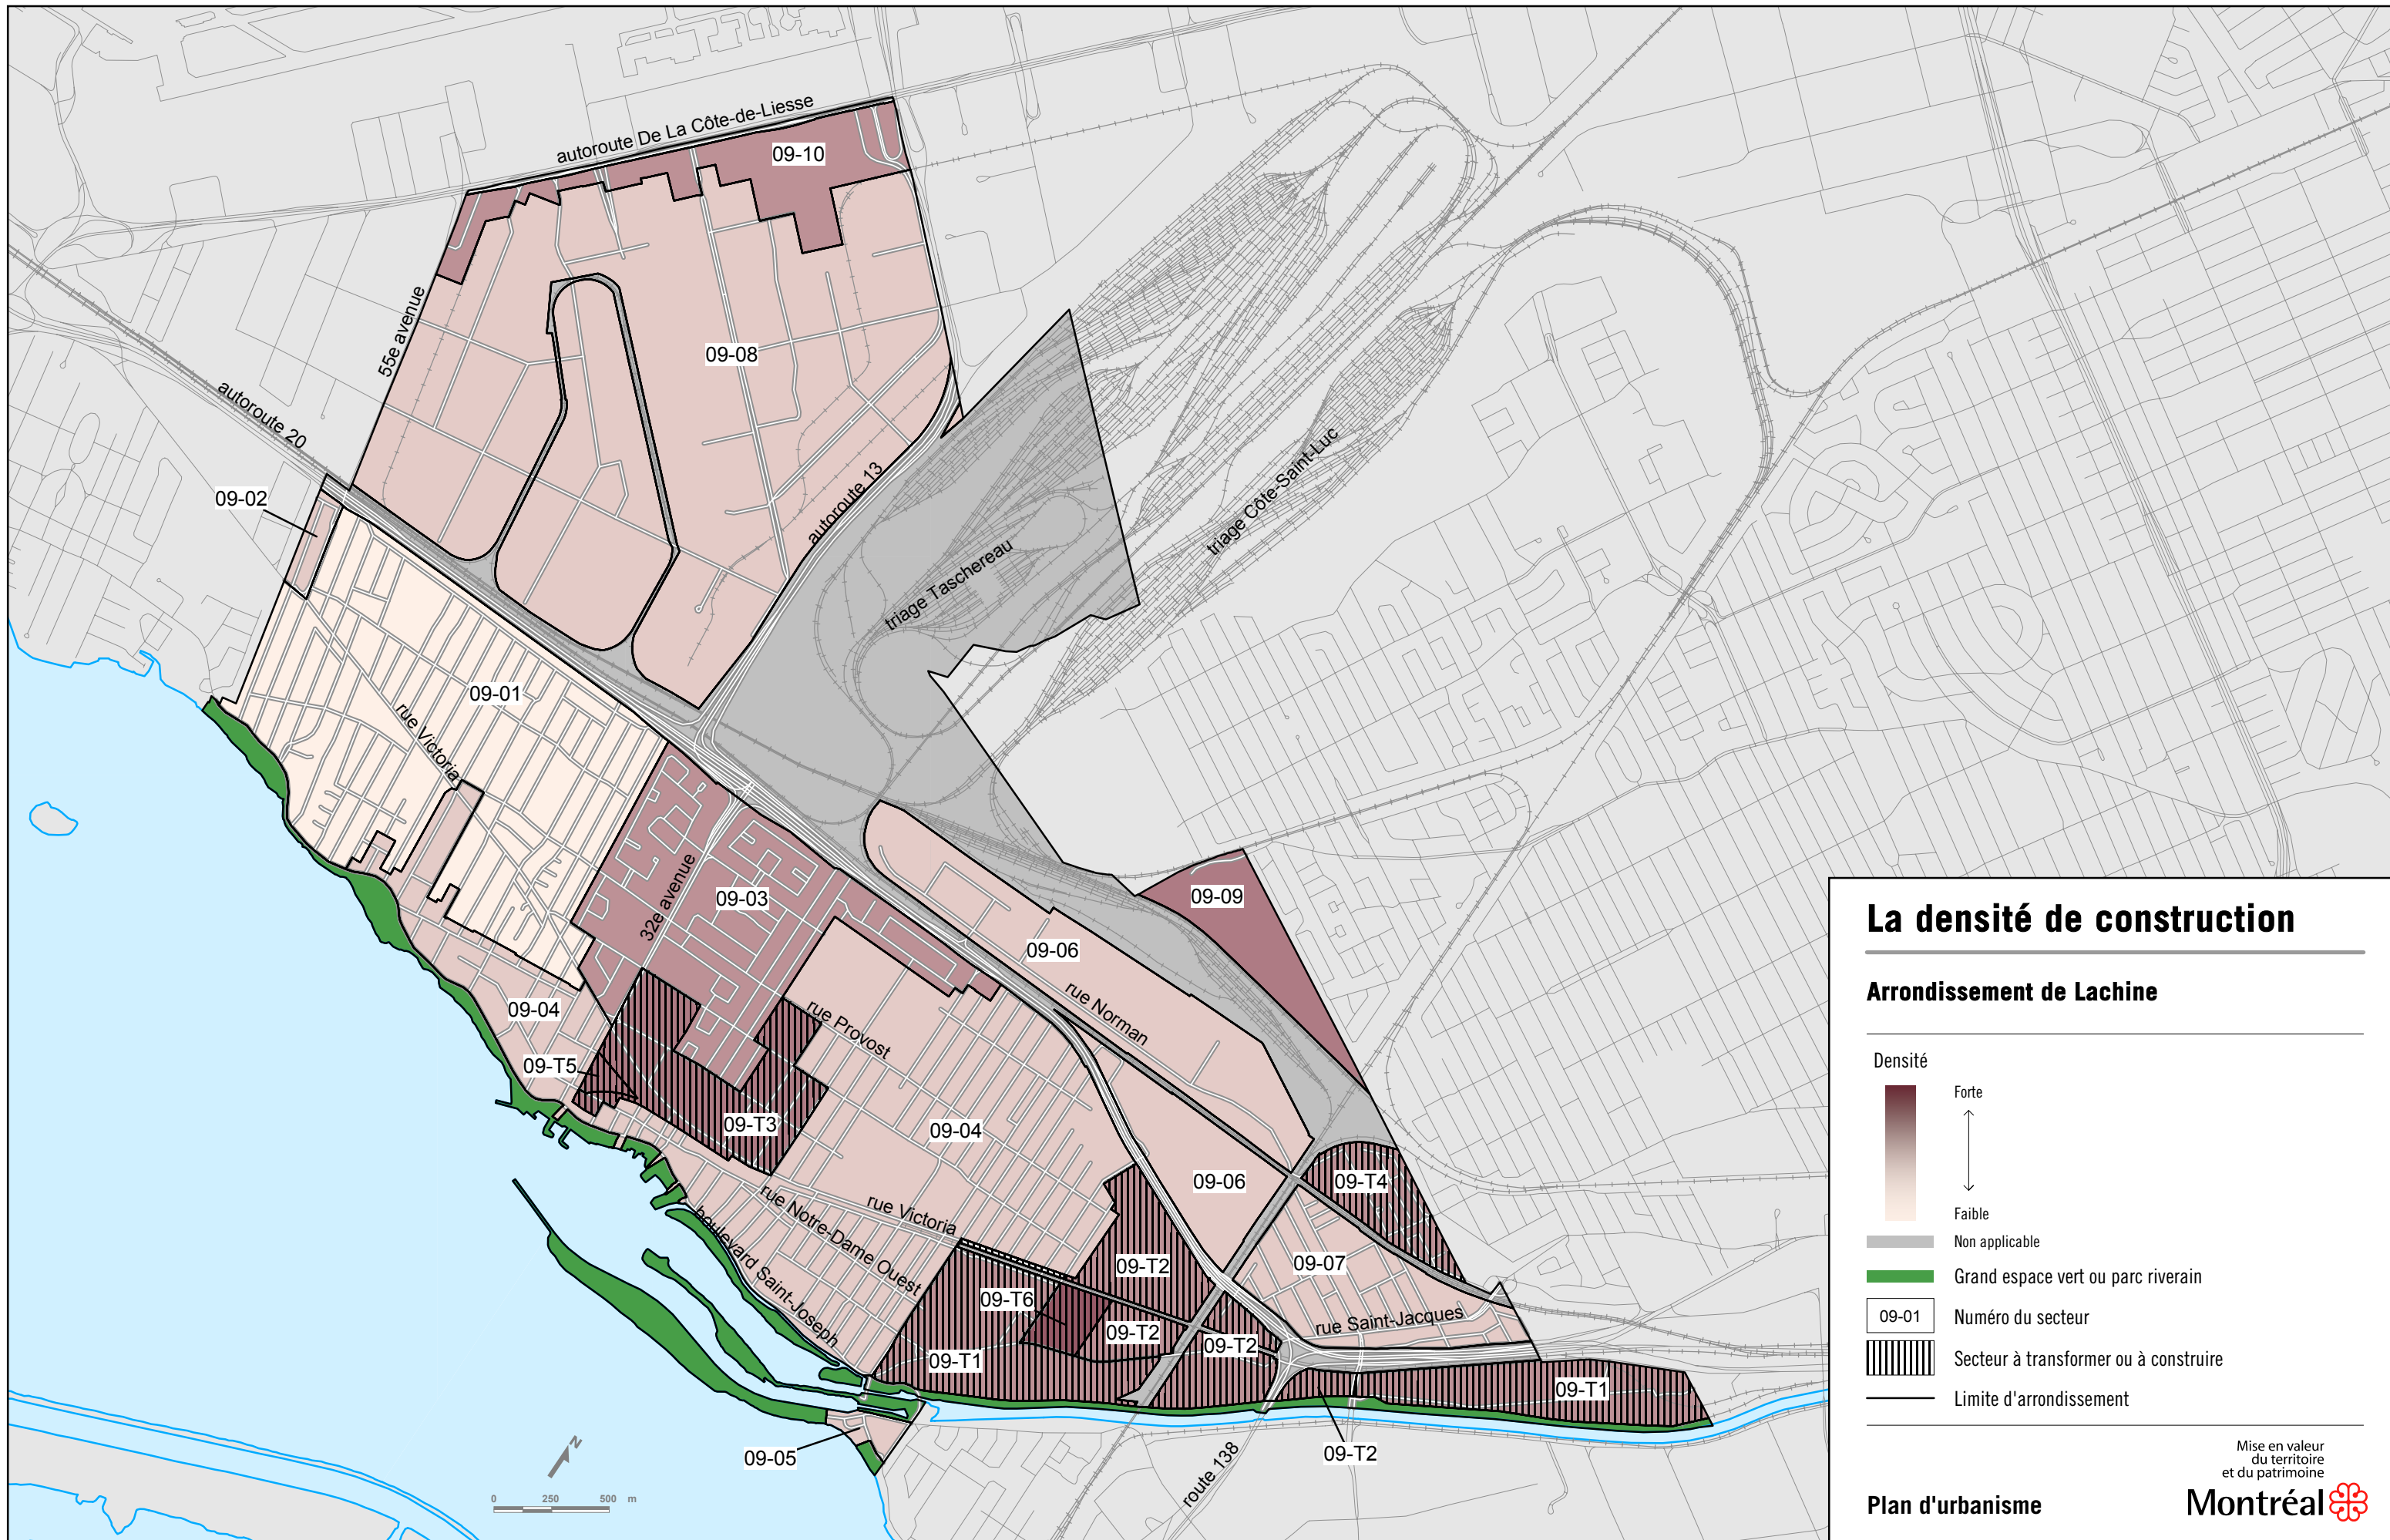 autoroute De La Côte-de-Liesse
09-10
55e avenue
09-08
autoroute 20
09-02
autoroute 13
triage Côte-Saint-Luc
triage Taschereau
09-01
rue Victoria
32e avenue
09-03
09-09
09-06
rue Norman
09-04
rue Provost
09-T5
09-T3
09-04
09-06
09-T4
rue Victoria
rue Notre-Dame Ouest
boulevard Saint-Joseph
09-T2
09-07
09-T6
09-T2
09-T2
rue Saint-Jacques
09-T1
09-T1
09-05
09-T2
route 138
N
0 250 500 m
La densité de construction
Arrondissement de Lachine
Densité
Forte
Faible
Non applicable
Grand espace vert ou parc riverain
09-01 Numéro du secteur
Secteur à transformer ou à construire
Limite d'arrondissement
Mise en valeur
du territoire
et du patrimoine
Plan d'urbanisme
Montréal